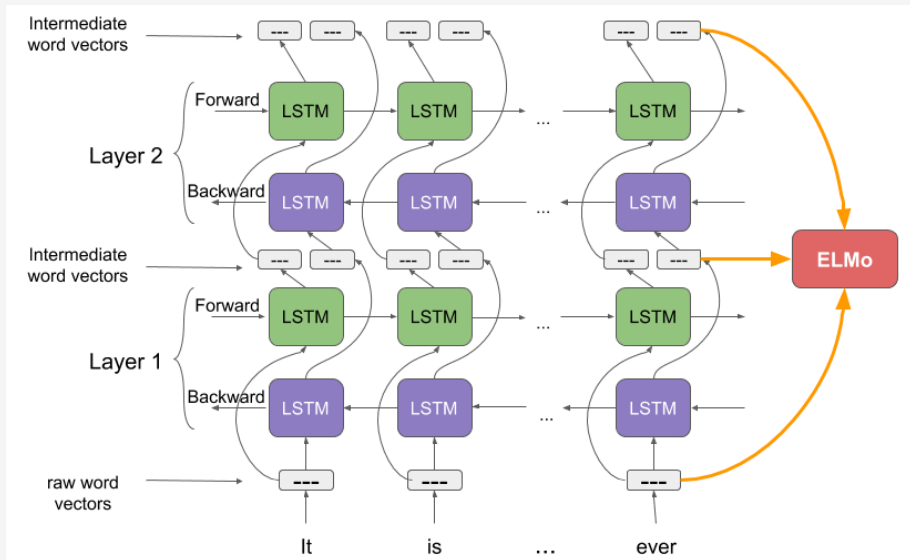 Intermediate
word vectors
--- --- --- --- --- ---
Forward
LSTM LSTM ... LSTM
Layer 2
Backward
LSTM LSTM ... LSTM
Intermediate
word vectors
--- --- --- --- --- ---
ELMo
Forward
LSTM LSTM ... LSTM
Layer 1
Backward
LSTM LSTM ... LSTM
raw word
vectors
--- --- ---
It is ... ever